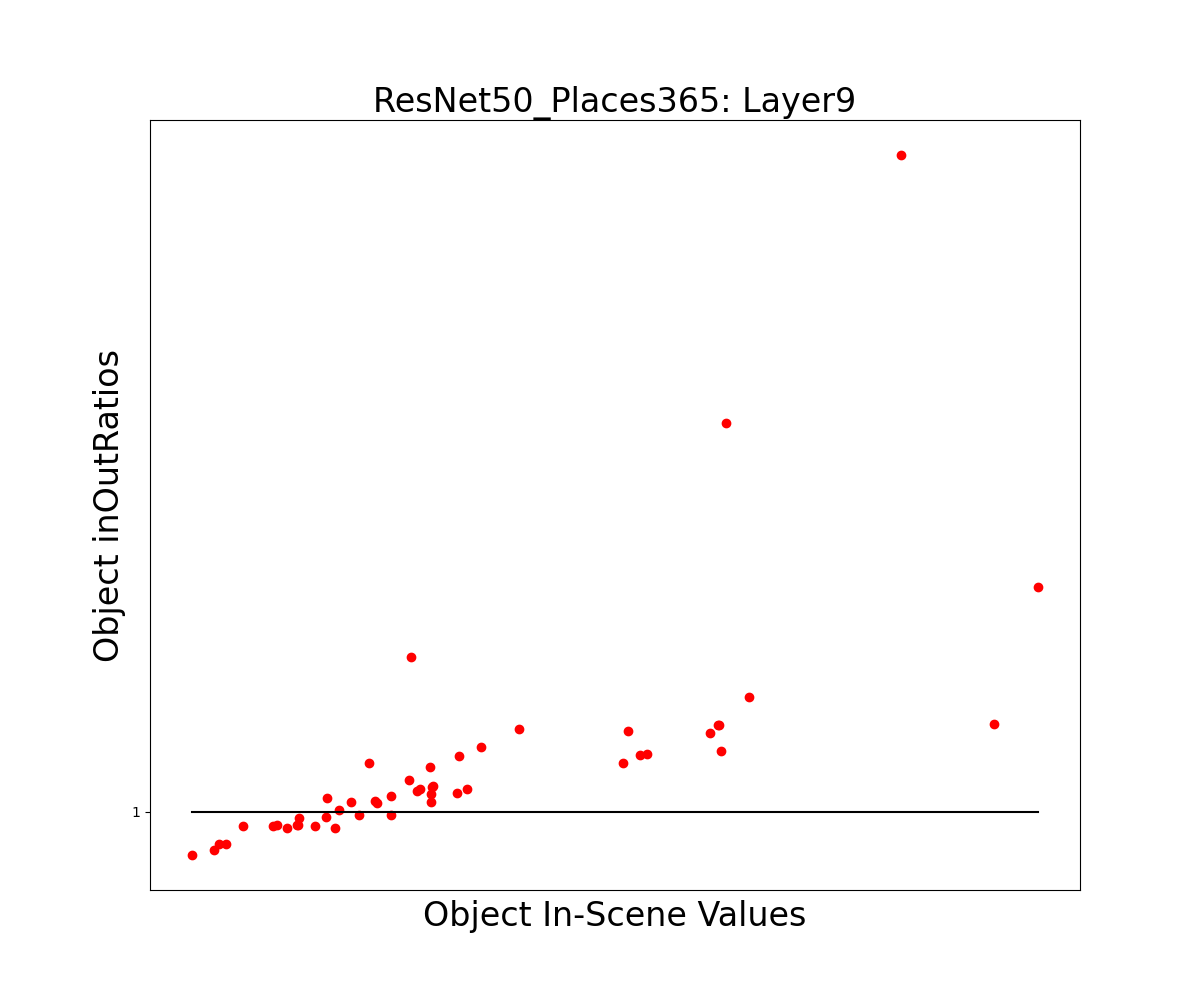 ResNet50_Places365: Layer9
Object inOutRatios
1
Object In-Scene Values